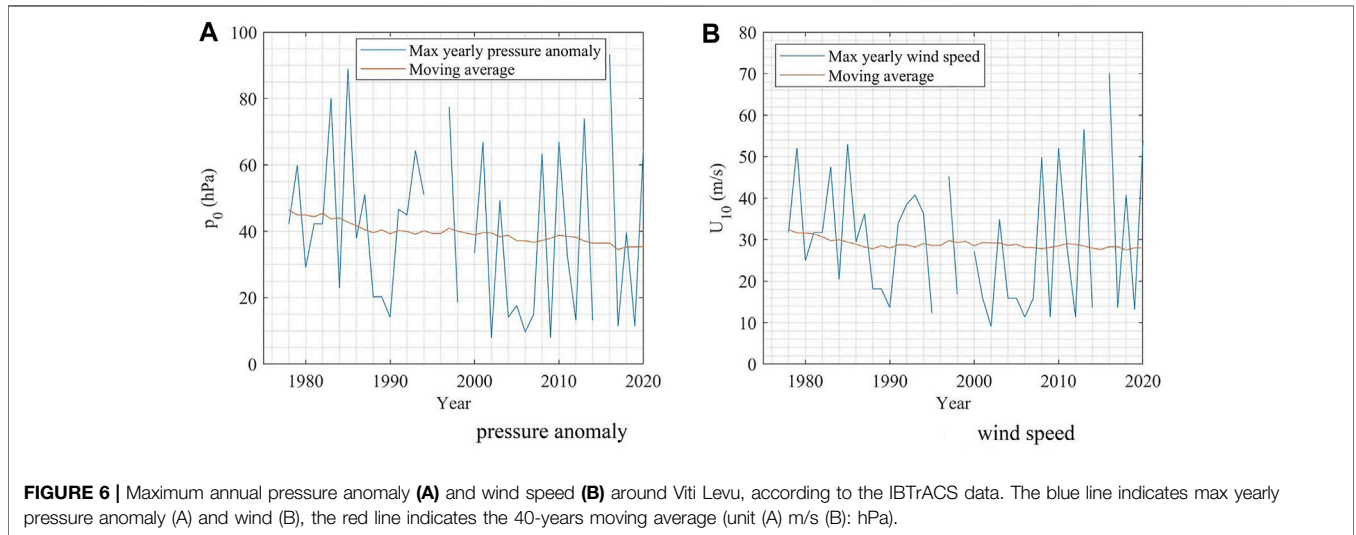 A
100
80
60
40
20
0
p0 (hPa)
Max yearly pressure anomaly
Moving average
1980 1990 2000 2010 2020
Year
pressure anomaly
B
80
70
60
50
40
30
20
10
0
U10 (m/s)
Max yearly wind speed
Moving average
1980 1990 2000 2010 2020
Year
wind speed
FIGURE 6 | Maximum annual pressure anomaly (A) and wind speed (B) around Viti Levu, according to the IBTrACS data. The blue line indicates max yearly
pressure anomaly (A) and wind (B), the red line indicates the 40-years moving average (unit (A) m/s (B): hPa).